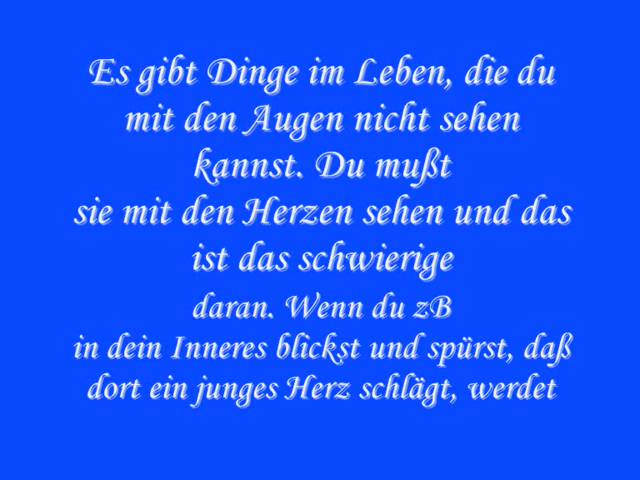 Es gibt Dinge im Leben, die du
mit den Augen nicht sehen
kannst. Du mußt
sie mit den Herzen sehen und das
ist das schwierige
daran. Wenn du zB
in dein Inneres blickst und spürst, daß
dort ein junges Herz schlägt, werdet